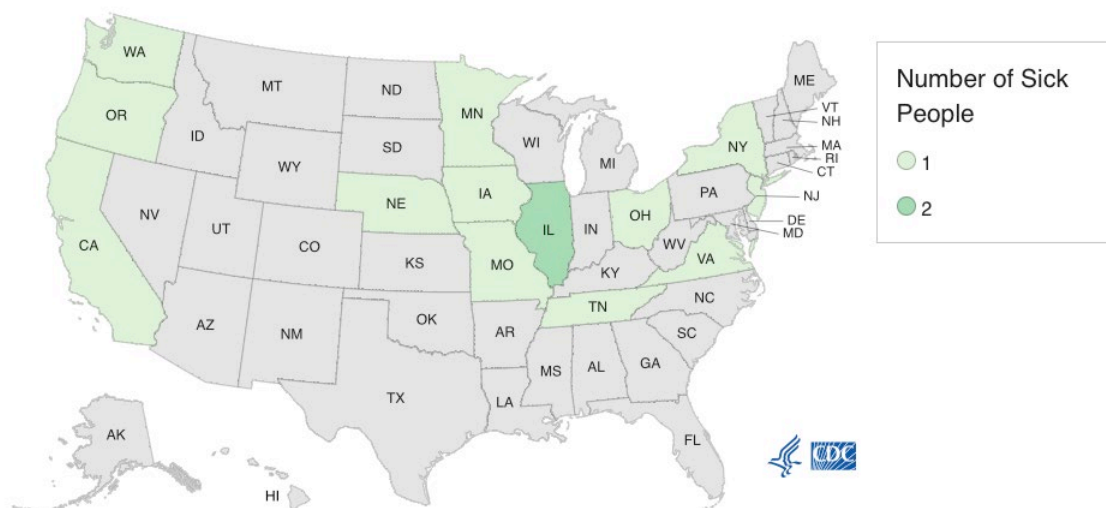 WA
MT
ND
MN
ME
VT
NH
OR
ID
SD
WI
NY
MA
RI
CT
WY
MI
NE
IA
PA
NJ
NV
UT
CO
IL
IN
OH
DE
MD
CA
KS
MO
WV
VA
KY
NC
TN
AZ
NM
OK
AR
SC
MS
AL
GA
TX
LA
FL
AK
HI
CDC
Number of Sick
People
1
2